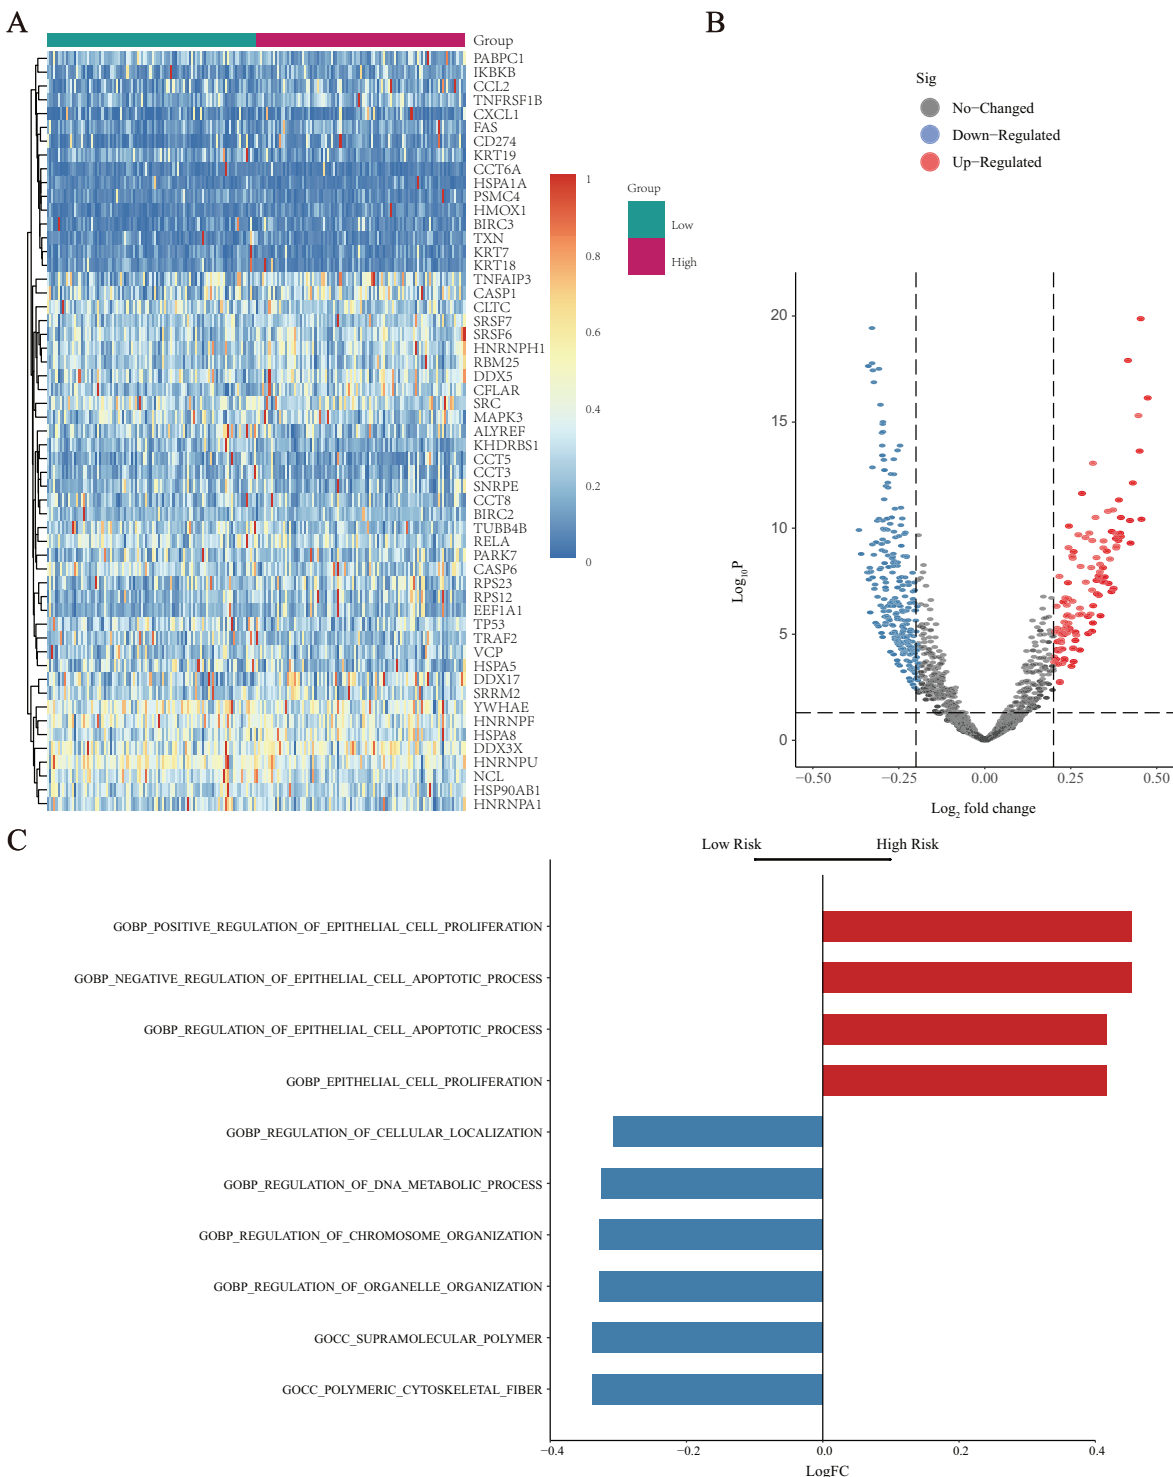 A
Group
PABPC1
IKBKB
CCL2
TNFRSF1B
CXCL1
FAS
CD274
KRT19
CCT6A
HSPA1A
PSMC4
HMOX1
BIRC3
TXN
KRT7
KRT18
TNFAIP3
CASP1
CLTC
SRSF7
SRSF6
HNRNPH1
RBM25
DDX5
CFLAR
SRC
MAPK3
ALYREF
KHDRBS1
CCT5
CCT3
SNRPE
CCT8
BIRC2
TUBB4B
RELA
PARK7
CASP6
RPS23
RPS12
EEF1A1
TP53
TRAF2
VCP
HSPA5
DDX17
SRRM2
YWHAE
HNRNPF
HSPA8
DDX3X
HNRNPU
NCL
HSP90AB1
HNRNPA1
1
0.8
0.6
0.4
0.2
0
Group
Low
High
B
Sig
No−Changed
Down−Regulated
Up−Regulated
Log₁₀P
20
15
10
5
0
−0.50
−0.25
0.00
0.25
0.50
Log₂ fold change
C
Low Risk
High Risk
GOBP_POSITIVE_REGULATION_OF_EPITHELIAL_CELL_PROLIFERATION
GOBP_NEGATIVE_REGULATION_OF_EPITHELIAL_CELL_APOPTOTIC_PROCESS
GOBP_REGULATION_OF_EPITHELIAL_CELL_APOPTOTIC_PROCESS
GOBP_EPITHELIAL_CELL_PROLIFERATION
GOBP_REGULATION_OF_CELLULAR_LOCALIZATION
GOBP_REGULATION_OF_DNA_METABOLIC_PROCESS
GOBP_REGULATION_OF_CHROMOSOME_ORGANIZATION
GOBP_REGULATION_OF_ORGANELLE_ORGANIZATION
GOCC_SUPRAMOLECULAR_POLYMER
GOCC_POLYMERIC_CYTOSKELETAL_FIBER
−0.4
−0.2
0.0
0.2
0.4
LogFC